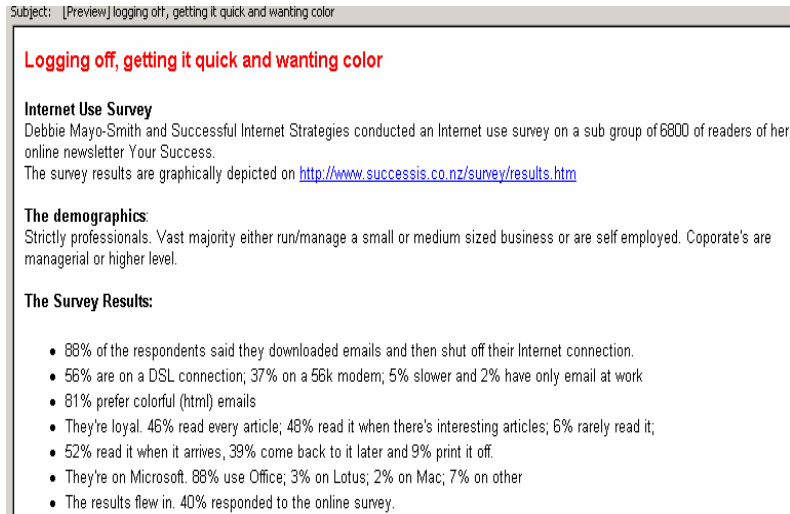 Subject: [Preview] logging off, getting it quick and wanting color
Logging off, getting it quick and wanting color
Internet Use Survey
Debbie Mayo-Smith and Successful Internet Strategies conducted an Internet use survey on a sub group of 6800 of readers of her
online newsletter Your Success.
The survey results are graphically depicted on http://www.successis.co.nz/survey/results.htm
The demographics:
Strictly professionals. Vast majority either run/manage a small or medium sized business or are self employed. Coporate's are
managerial or higher level.
The Survey Results:
• 88% of the respondents said they downloaded emails and then shut off their Internet connection.
• 56% are on a DSL connection; 37% on a 56k modem; 5% slower and 2% have only email at work
• 81% prefer colorful (html) emails
• They're loyal. 46% read every article; 48% read it when there's interesting articles; 6% rarely read it;
• 52% read it when it arrives, 39% come back to it later and 9% print it off.
• They're on Microsoft. 88% use Office; 3% on Lotus; 2% on Mac; 7% on other
• The results flew in. 40% responded to the online survey.